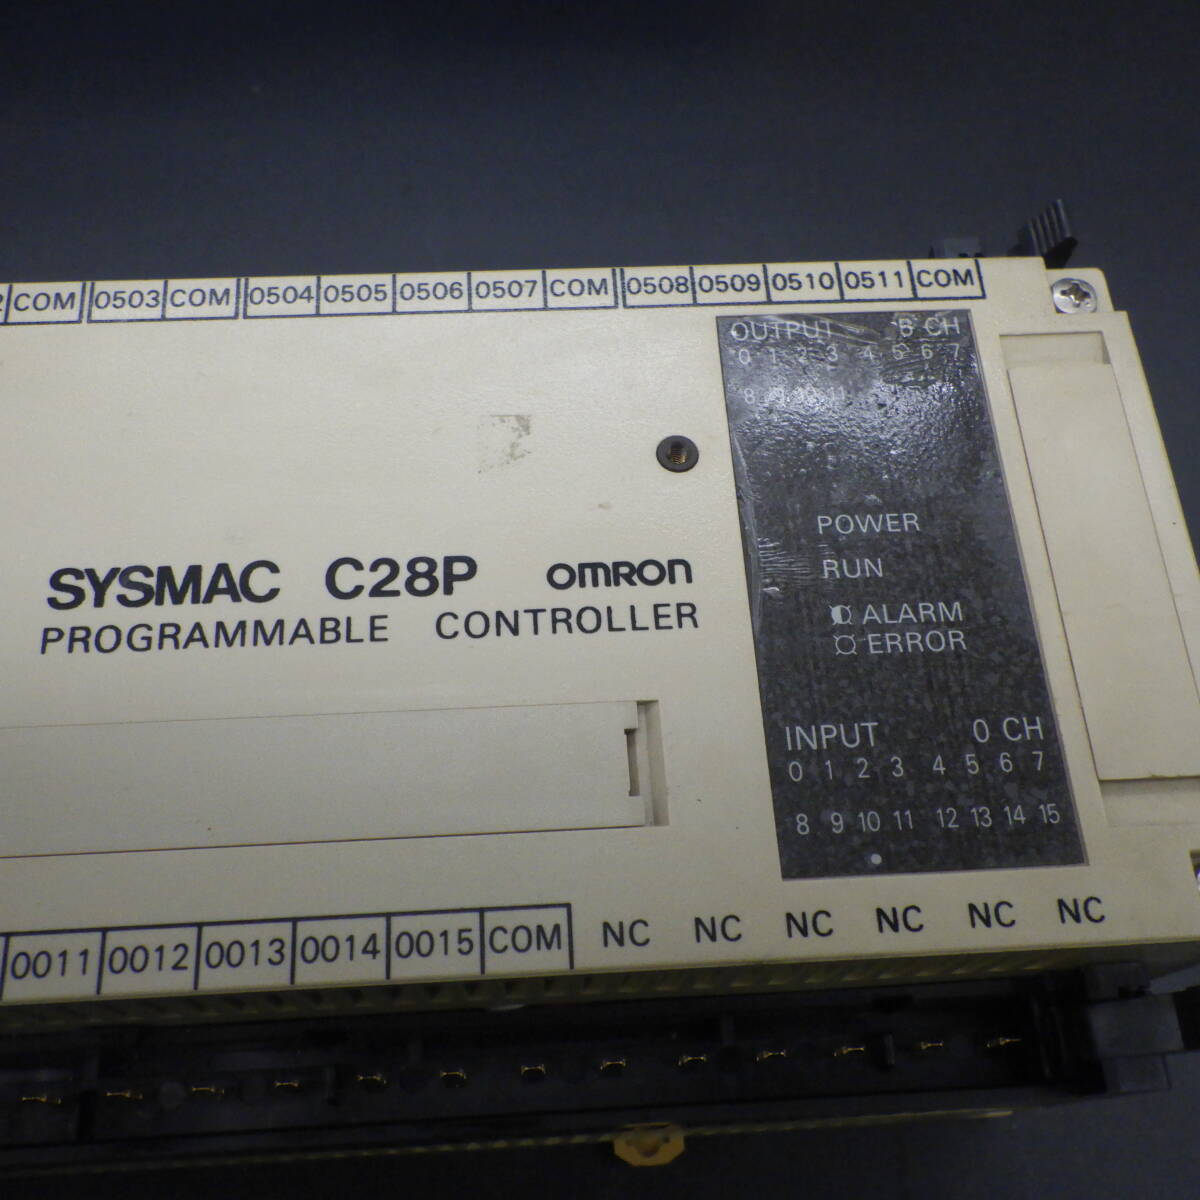 COM 0503 COM 0504 0505 0506 0507 COM 0508 0509 0510 0511 COM
OUTPUT CH
0 1 2 3 4 5 6 7
8
POWER
RUN
ALARM
ERROR
SYSMAC C28P OMRON
PROGRAMMABLE CONTROLLER
INPUT 0 CH
0 1 2 3 4 5 6 7
8 9 10 11 12 13 14 15
0011 0012 0013 0014 0015 COM NC NC NC NC NC NC